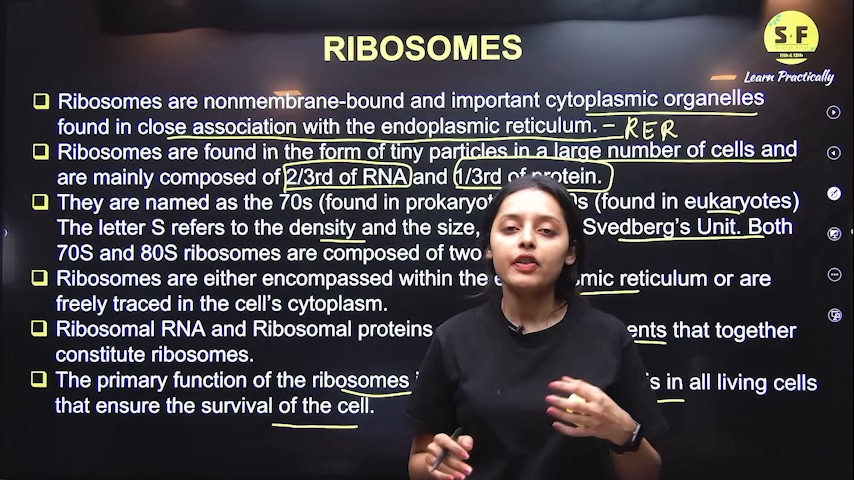 RIBOSOMES
S F
11th & 12th
Learn Practically
Ribosomes are nonmembrane-bound and important cytoplasmic organelles
found in close association with the endoplasmic reticulum. – RER
Ribosomes are found in the form of tiny particles in a large number of cells and
are mainly composed of 2/3rd of RNA and 1/3rd of protein.
They are named as the 70s (found in prokaryot 0s (found in eukaryotes)
The letter S refers to the density and the size, Svedberg's Unit. Both
70S and 80S ribosomes are composed of two
Ribosomes are either encompassed within the e smic reticulum or are
freely traced in the cell's cytoplasm.
Ribosomal RNA and Ribosomal proteins ents that together
constitute ribosomes.
The primary function of the ribosomes i s in all living cells
that ensure the survival of the cell.